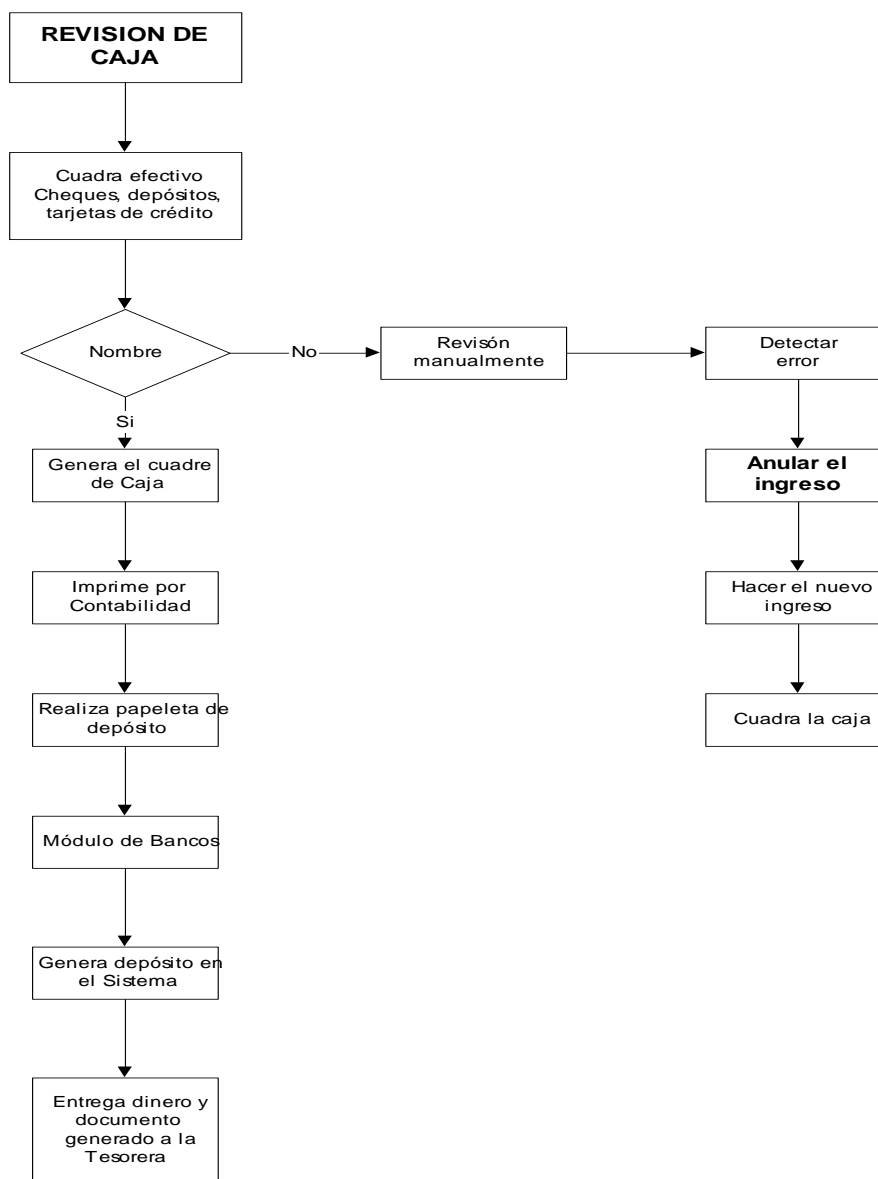 REVISION DE
CAJA
Cuadra efectivo
Cheques, depósitos,
tarjetas de crédito
Nombre
No
Revisón
manualmente
Detectar
error
Si
Genera el cuadre
de Caja
Anular el
ingreso
Imprime por
Contabilidad
Hacer el nuevo
ingreso
Realiza papeleta de
depósito
Cuadra la caja
Módulo de Bancos
Genera depósito en
el Sistema
Entrega dinero y
documento
generado a la
Tesorera